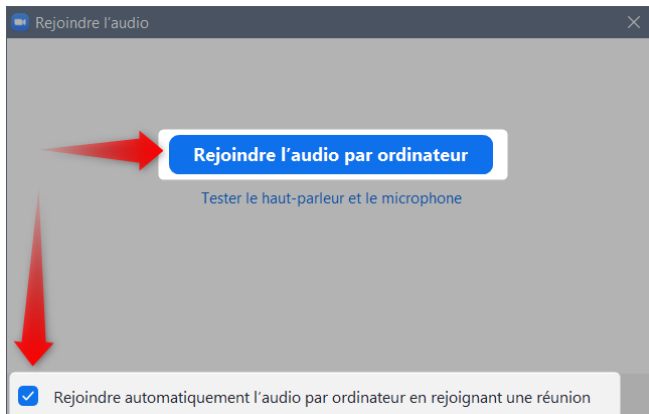 Rejoindre l'audio
Rejoindre l'audio par ordinateur
Tester le haut-parleur et le microphone
Rejoindre automatiquement l'audio par ordinateur en rejoignant une réunion